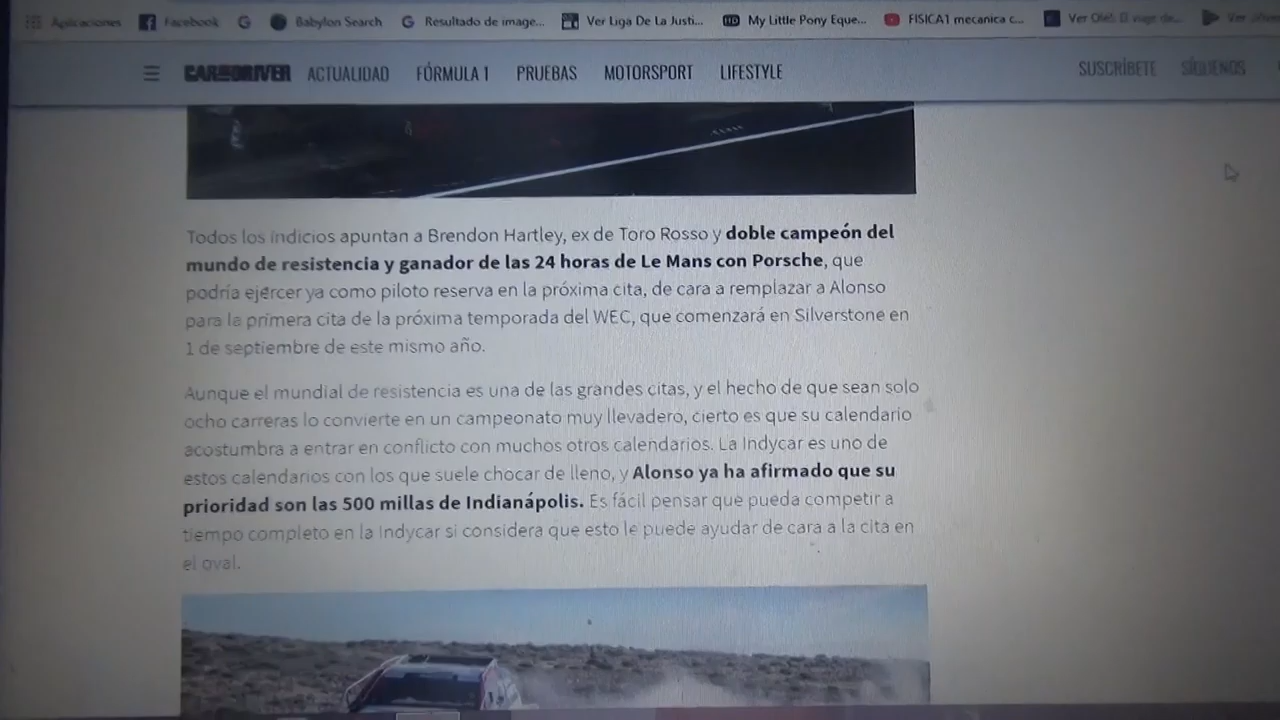 Aplicaciones Facebook Babylon Search Resultado de image... Ver Liga De La Justi... My Little Pony Eque... FISICA1 mecanica c...
CAR AND DRIVER ACTUALIDAD FÓRMULA 1 PRUEBAS MOTORSPORT LIFESTYLE SUSCRÍBETE SÍGUENOS
Todos los indicios apuntan a Brendon Hartley, ex de Toro Rosso y doble campeón del
mundo de resistencia y ganador de las 24 horas de Le Mans con Porsche, que
podría ejercer ya como piloto reserva en la próxima cita, de cara a remplazar a Alonso
para la primera cita de la próxima temporada del WEC, que comenzará en Silverstone en
1 de septiembre de este mismo año.
Aunque el mundial de resistencia es una de las grandes citas, y el hecho de que sean solo
ocho carreras lo convierte en un campeonato muy llevadero, cierto es que su calendario
acostumbra a entrar en conflicto con muchos otros calendarios. La Indycar es uno de
estos calendarios con los que suele chocar de lleno, y Alonso ya ha afirmado que su
prioridad son las 500 millas de Indianápolis. Es fácil pensar que pueda competir a
tiempo completo en la Indycar si considera que esto le puede ayudar de cara a la cita en
el oval.